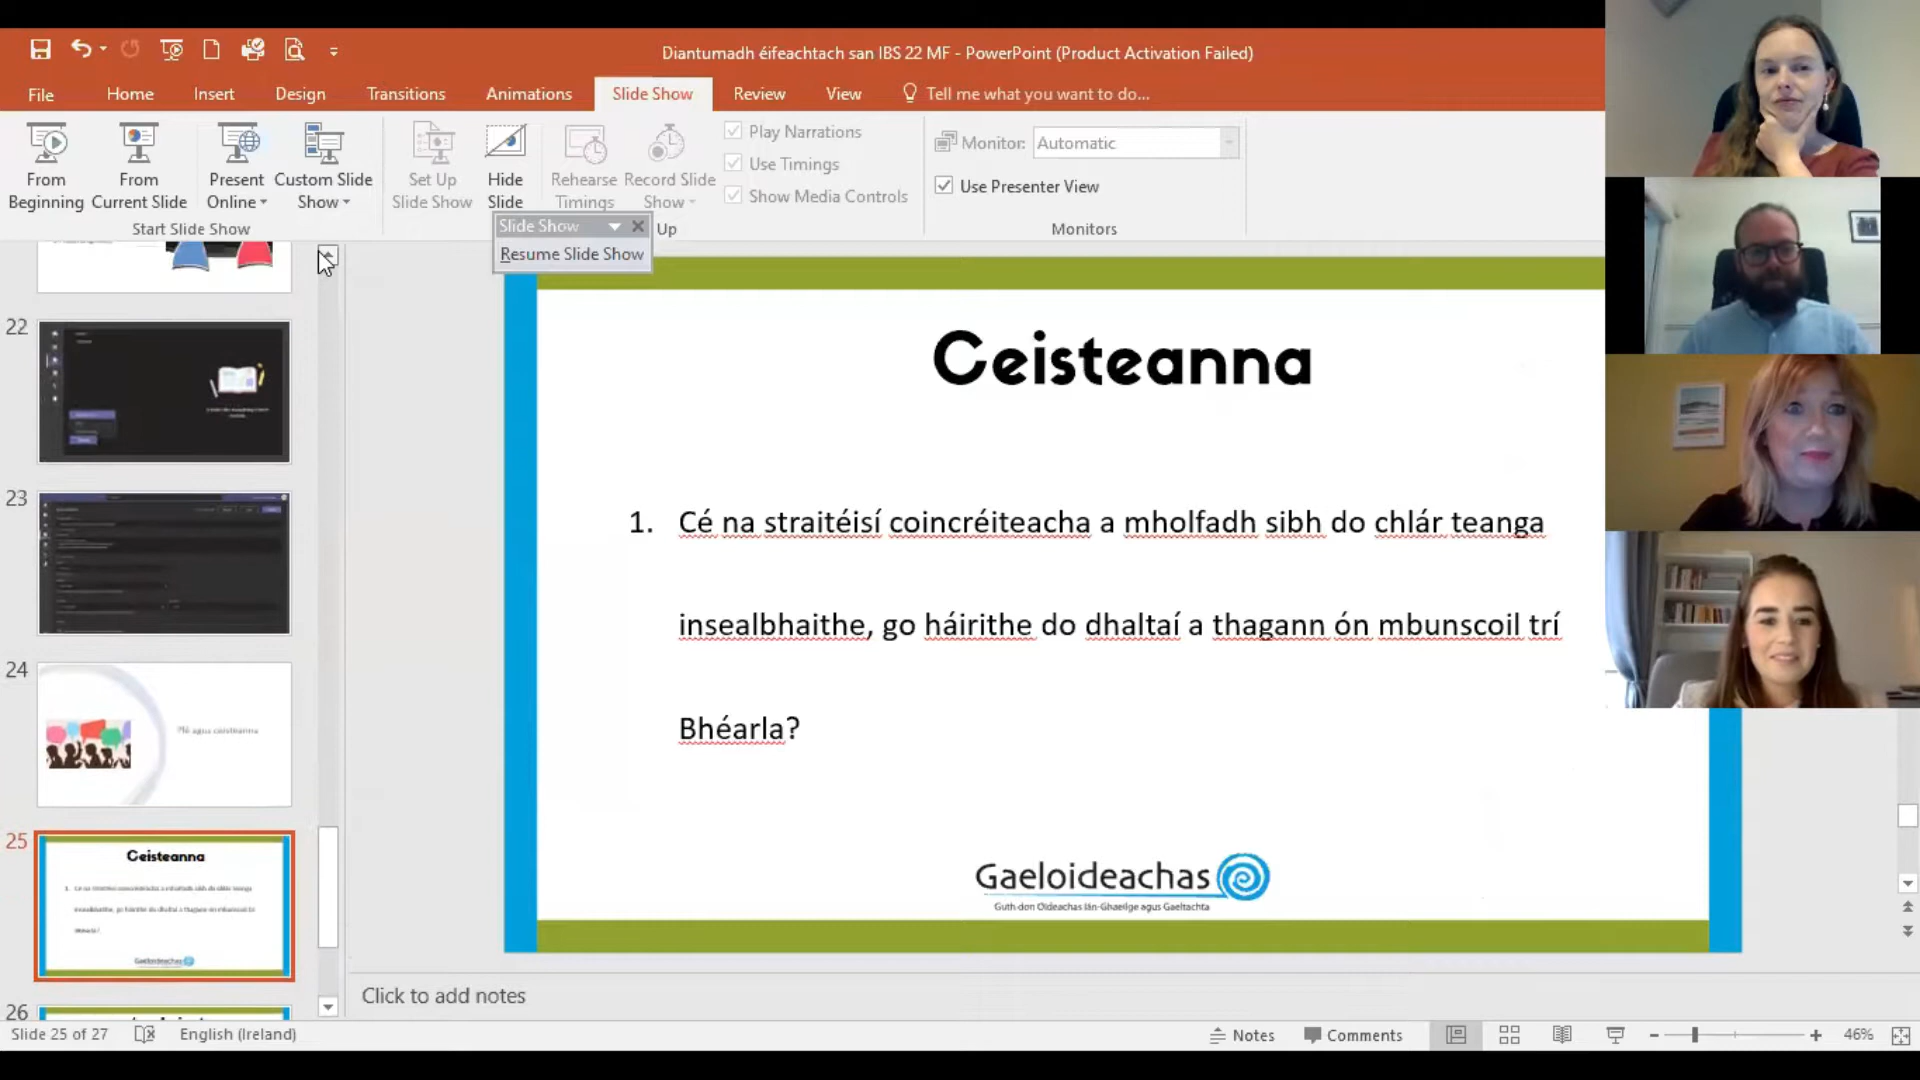 Diantumadh éifeachtach san IBS 22 MF - PowerPoint (Product Activation Failed)
File Home Insert Design Transitions Animations Slide Show Review View Tell me what you want to do...
From Beginning
From Current Slide
Present Online
Custom Slide Show
Set Up Slide Show
Hide Slide
Rehearse Timings
Record Slide Show
Play Narrations
Use Timings
Show Media Controls
Monitor: Automatic
Use Presenter View
Start Slide Show
Up
Monitors
Slide Show
Resume Slide Show
22
23
24
25
Ceisteanna
Gaeloideachas
26
Ceisteanna
1. Cé na straitéisí coincréiteacha a mholfadh sibh do chlár teanga
insealbhaithe, go háirithe do dhaltaí a thagann ón mbunscoil trí
Bhéarla?
Gaeloideachas
Guth don Oideachas lán-Ghaeilge agus Gaeltachta
Click to add notes
Slide 25 of 27 English (Ireland) Notes Comments 46%